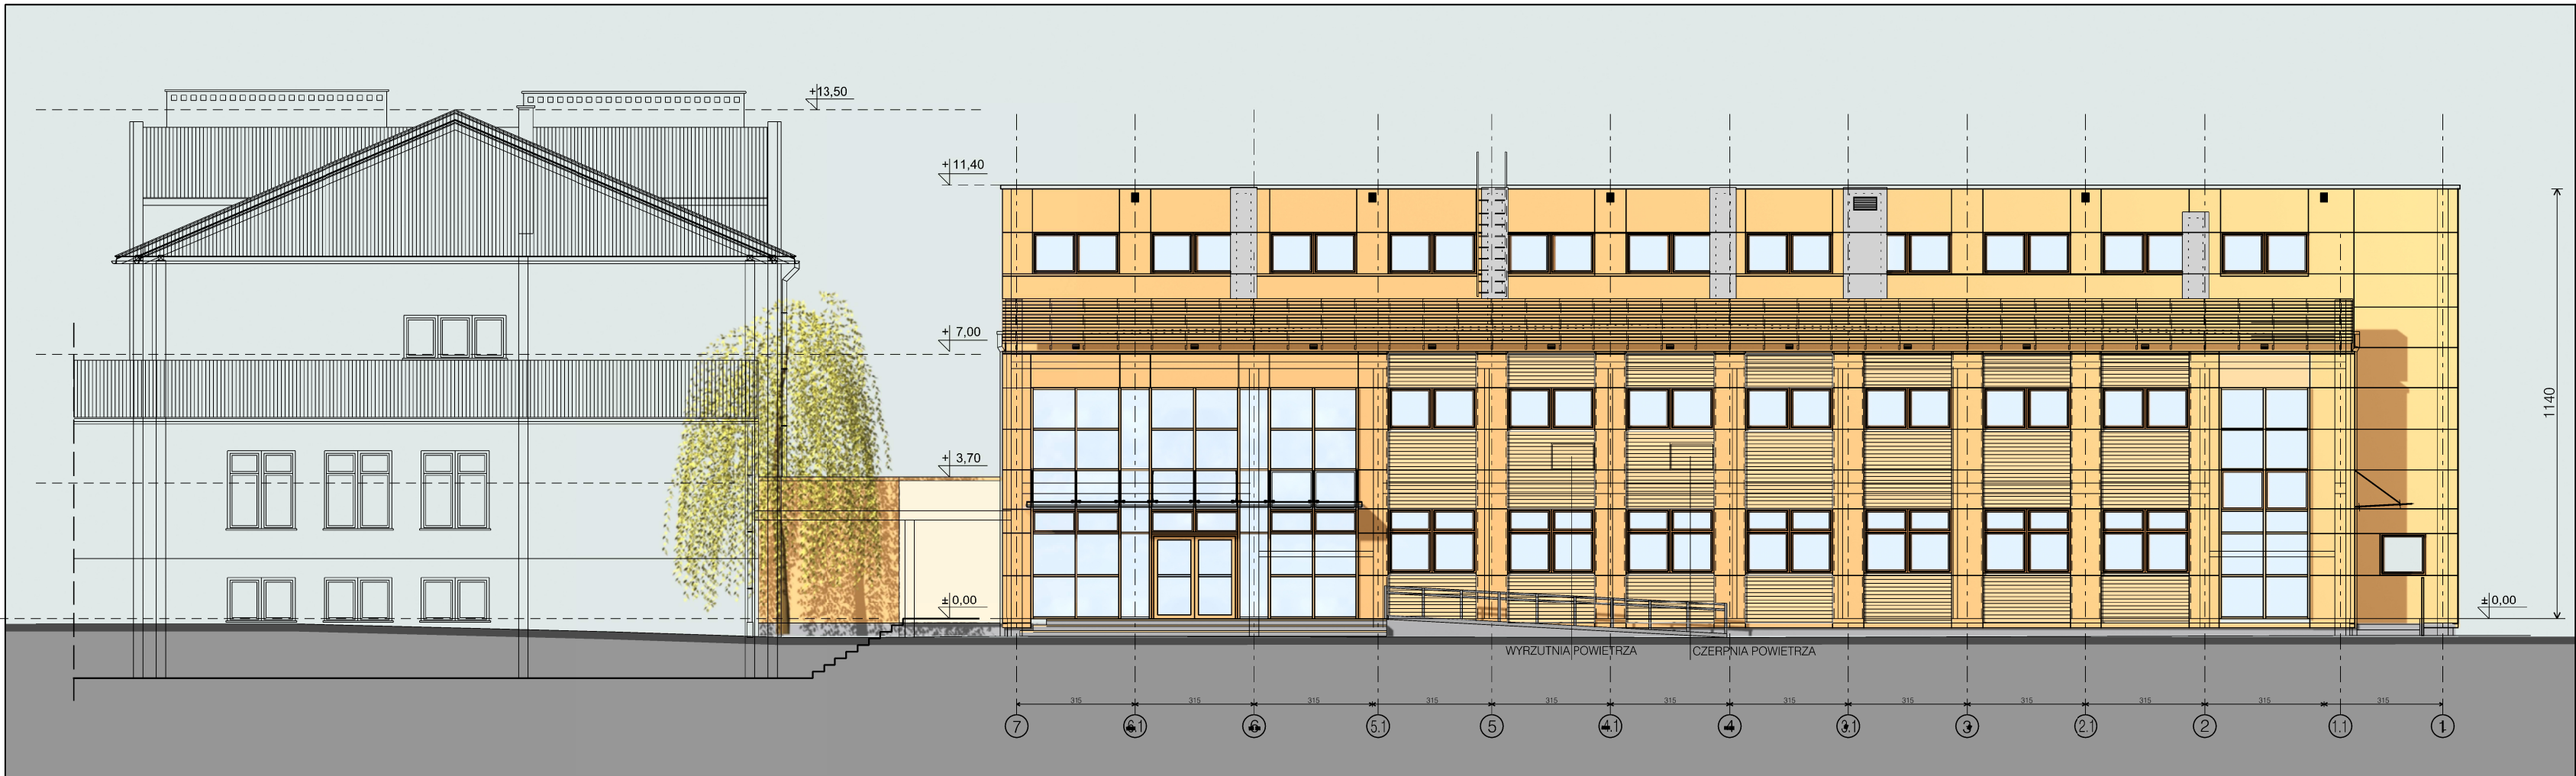 +13,50
+ 11,40
+ 7,00
+ 3,70
± 0,00
± 0,00
1140
WYRZUTNIA POWIETRZA
CZERPNIA POWIETRZA
315 315 315 315 315 315 315 315 315 315 315 315
7 6.1 6 5.1 5 4.1 4 3.1 3 2.1 2 1.1 1